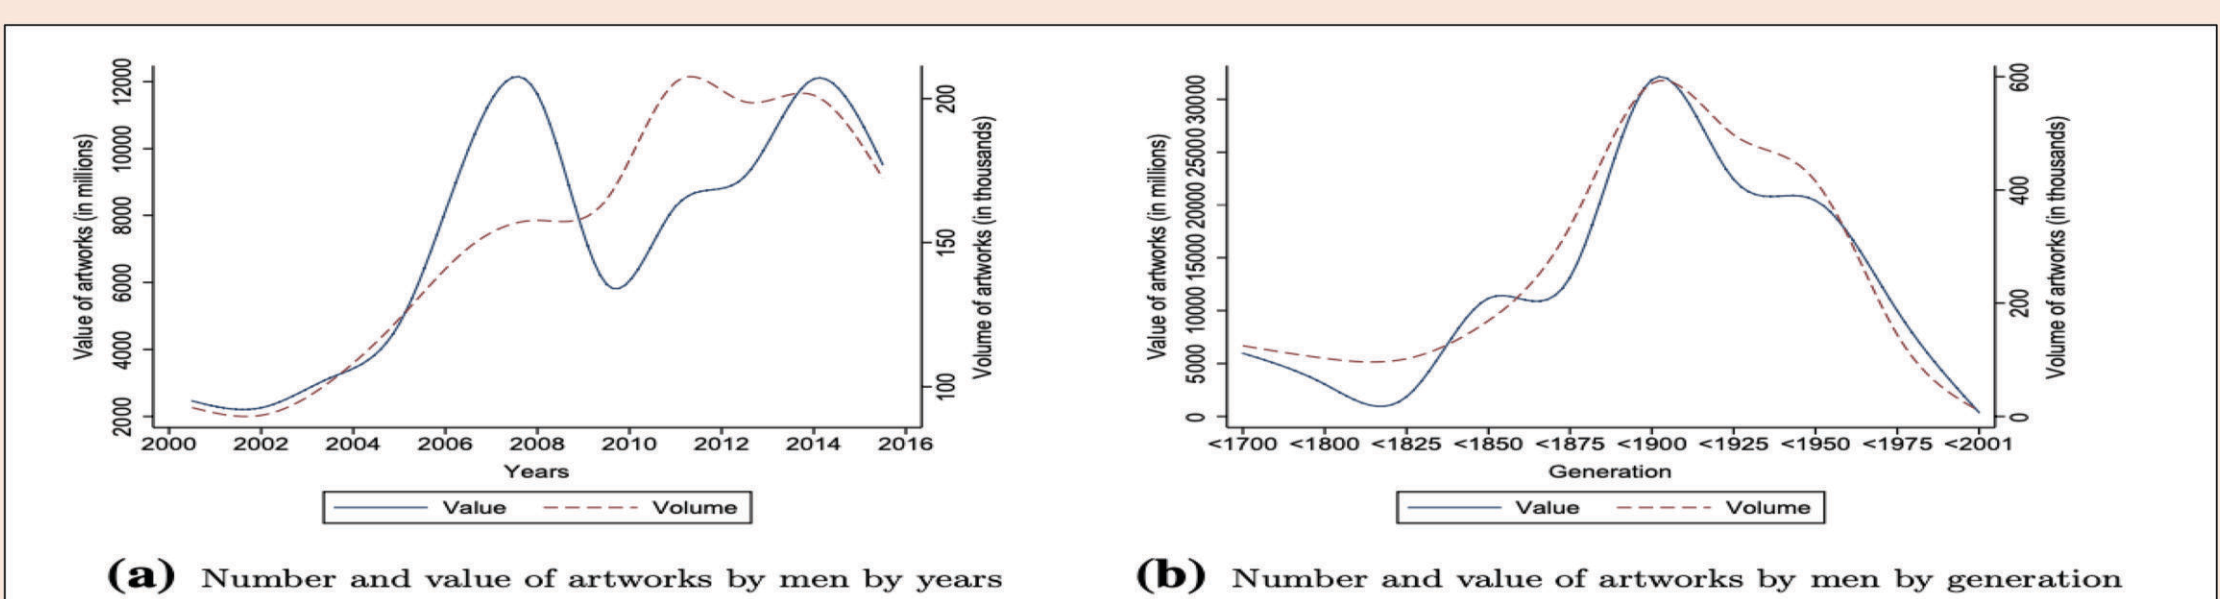 Value of artworks (in millions)
12000
10000
8000
6000
4000
2000
200
150
100
Volume of artworks (in thousands)
2000 2002 2004 2006 2008 2010 2012 2014 2016
Years
Value Volume
(a) Number and value of artworks by men by years
Value of artworks (in millions)
30000
25000
20000
15000
10000
5000
0
600
400
200
0
Volume of artworks (in thousands)
<1700 <1800 <1825 <1850 <1875 <1900 <1925 <1950 <1975 <2001
Generation
Value Volume
(b) Number and value of artworks by men by generation